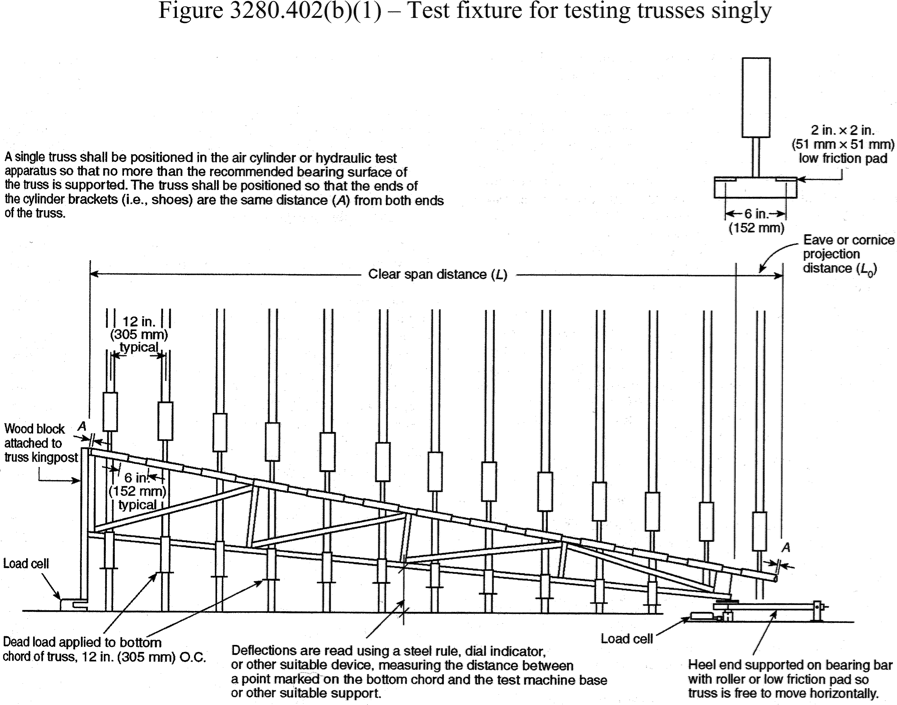 Figure 3280.402(b)(1) – Test fixture for testing trusses singly
2 in. × 2 in.
(51 mm × 51 mm)
low friction pad
A single truss shall be positioned in the air cylinder or hydraulic test
apparatus so that no more than the recommended bearing surface of
the truss is supported. The truss shall be positioned so that the ends of
the cylinder brackets (i.e., shoes) are the same distance (A) from both ends
of the truss.
6 in.
(152 mm)
Eave or cornice
projection
distance (L₀)
Clear span distance (L)
12 in.
(305 mm)
typical
Wood block
attached to
truss kingpost
A
6 in.
(152 mm)
typical
A
Load cell
Dead load applied to bottom
chord of truss, 12 in. (305 mm) O.C.
Deflections are read using a steel rule, dial indicator,
or other suitable device, measuring the distance between
a point marked on the bottom chord and the test machine base
or other suitable support.
Load cell
Heel end supported on bearing bar
with roller or low friction pad so
truss is free to move horizontally.